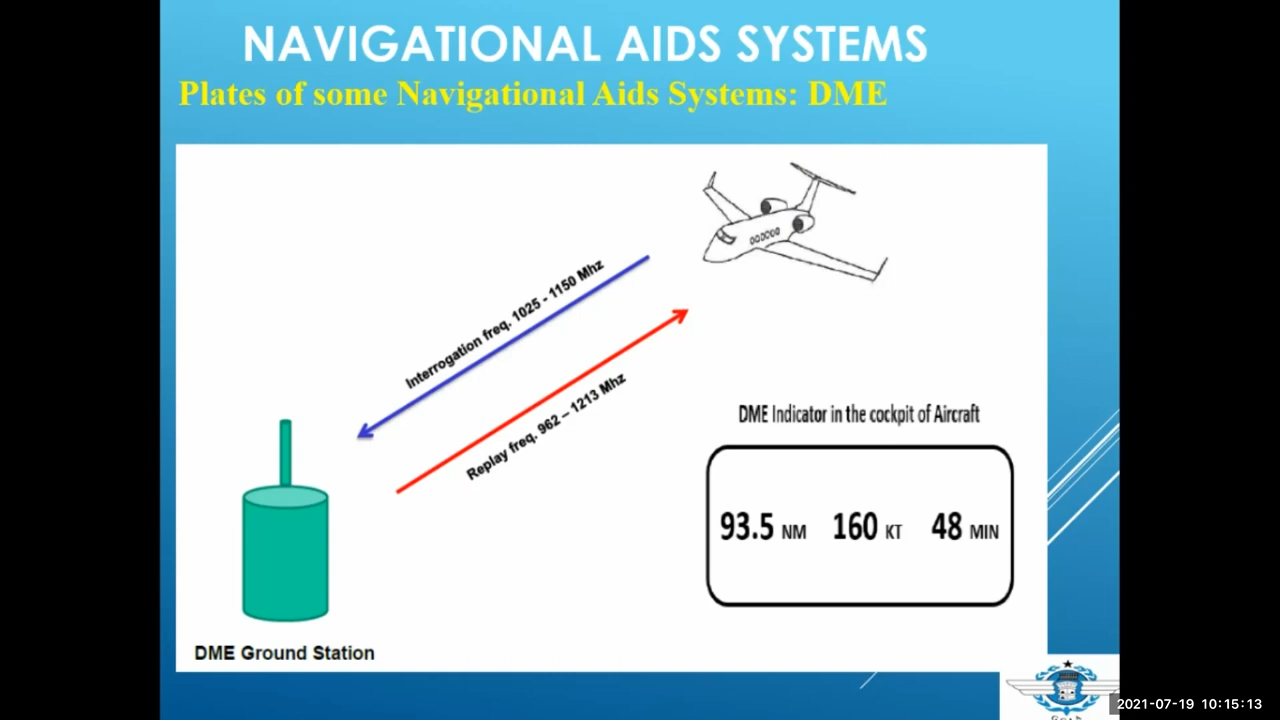 NAVIGATIONAL AIDS SYSTEMS
Plates of some Navigational Aids Systems: DME
Interrogation freq. 1025 - 1150 Mhz
Replay freq. 962 – 1213 Mhz
DME Indicator in the cockpit of Aircraft
93.5 NM 160 KT 48 MIN
DME Ground Station
2021-07-19 10:15:13